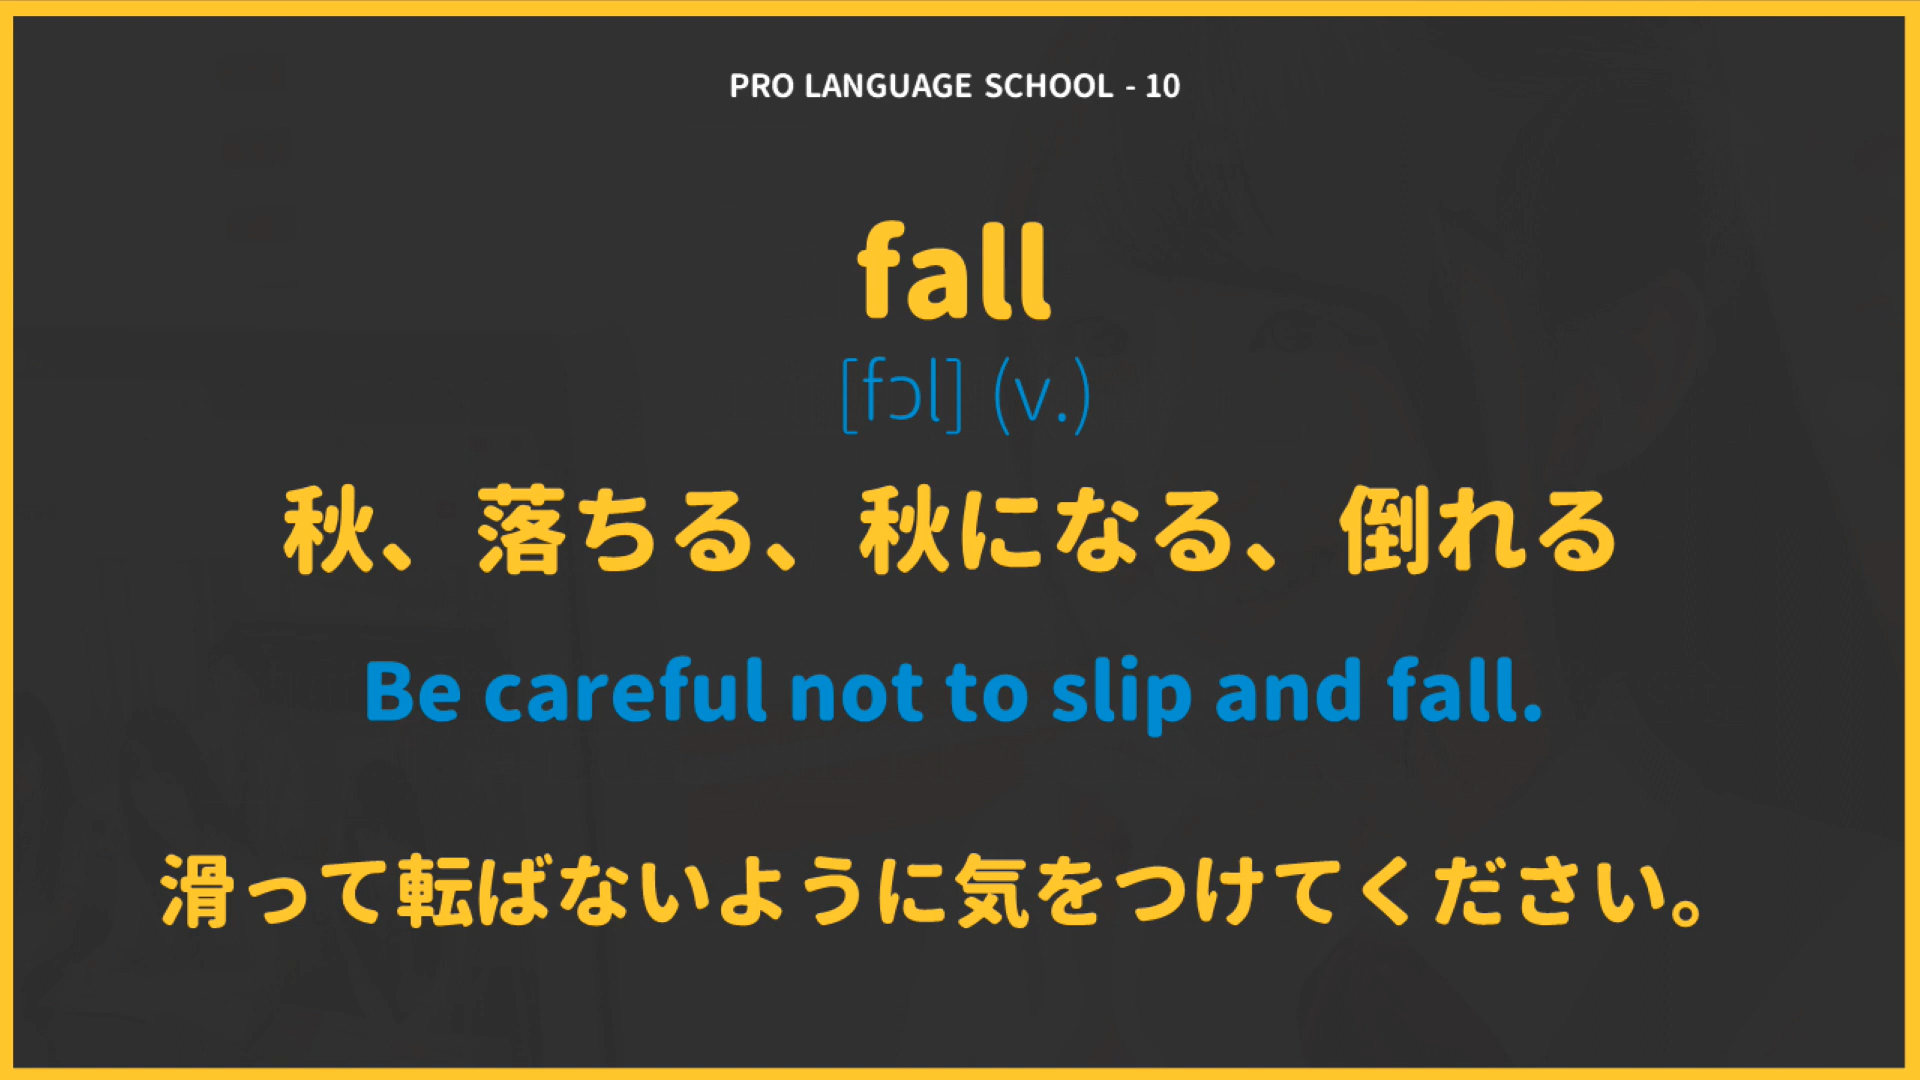 PRO LANGUAGE SCHOOL - 10
fall
[fɔl] (v.)
秋、落ちる、秋になる、倒れる
Be careful not to slip and fall.
滑って転ばないように気をつけてください。